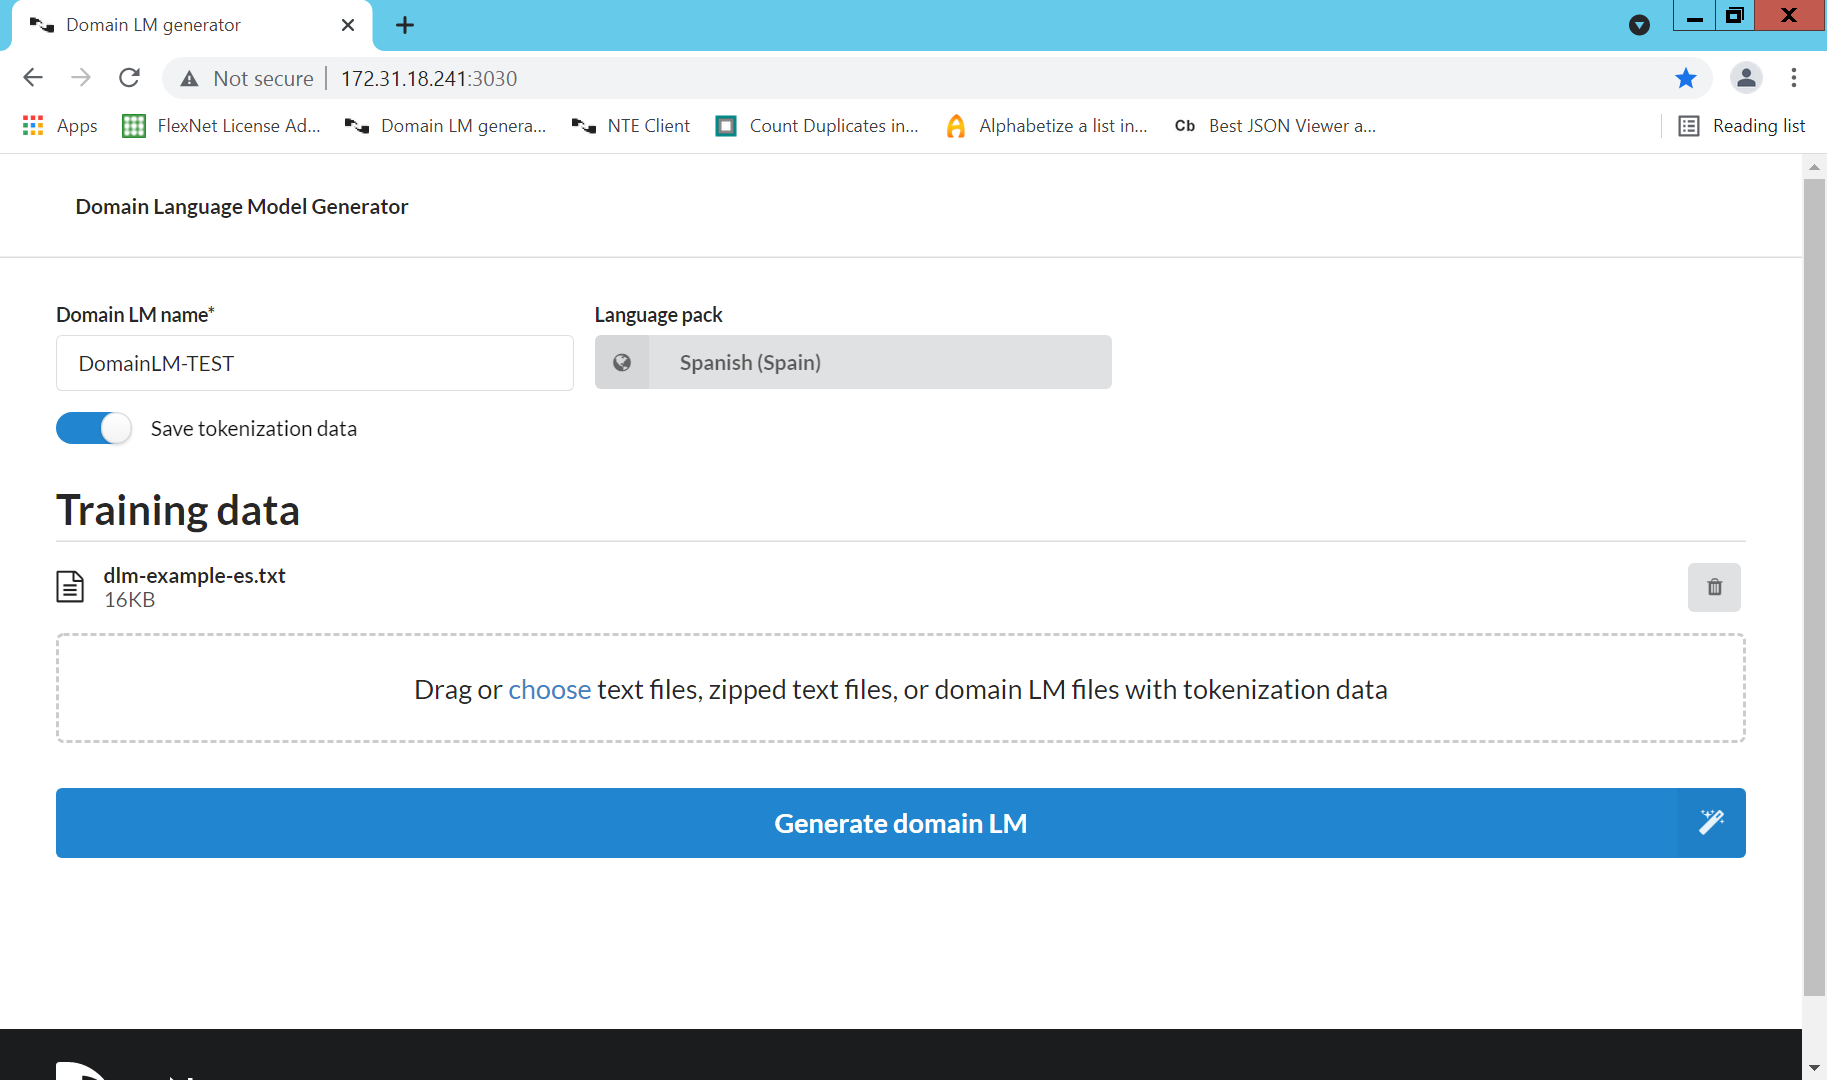 Domain LM generator
Not secure
172.31.18.241:3030
Apps
FlexNet License Ad...
Domain LM genera...
NTE Client
Count Duplicates in...
Alphabetize a list in...
Cb
Best JSON Viewer a...
Reading list
Domain Language Model Generator
Domain LM name*
Language pack
DomainLM-TEST
Spanish (Spain)
Save tokenization data
Training data
dlm-example-es.txt
16KB
Drag or choose text files, zipped text files, or domain LM files with tokenization data
Generate domain LM